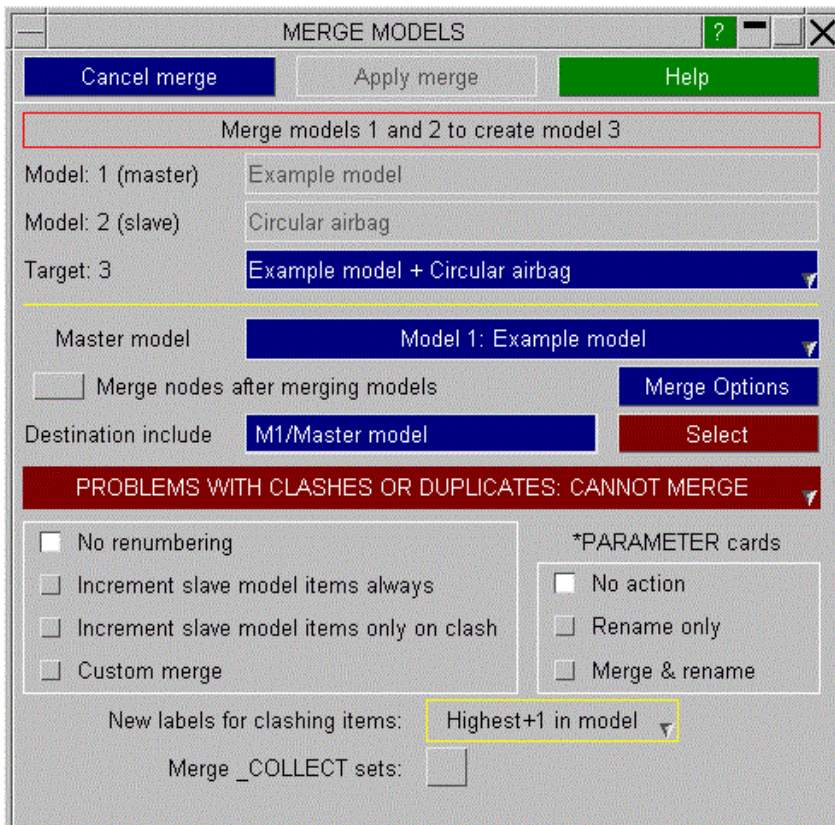 MERGE MODELS ?
Cancel merge Apply merge Help
Merge models 1 and 2 to create model 3
Model: 1 (master) Example model
Model: 2 (slave) Circular airbag
Target: 3 Example model + Circular airbag
Master model Model 1: Example model
Merge nodes after merging models Merge Options
Destination include M1/Master model Select
PROBLEMS WITH CLASHES OR DUPLICATES: CANNOT MERGE
No renumbering
Increment slave model items always
Increment slave model items only on clash
Custom merge
*PARAMETER cards
No action
Rename only
Merge & rename
New labels for clashing items: Highest+1 in model
Merge _COLLECT sets: